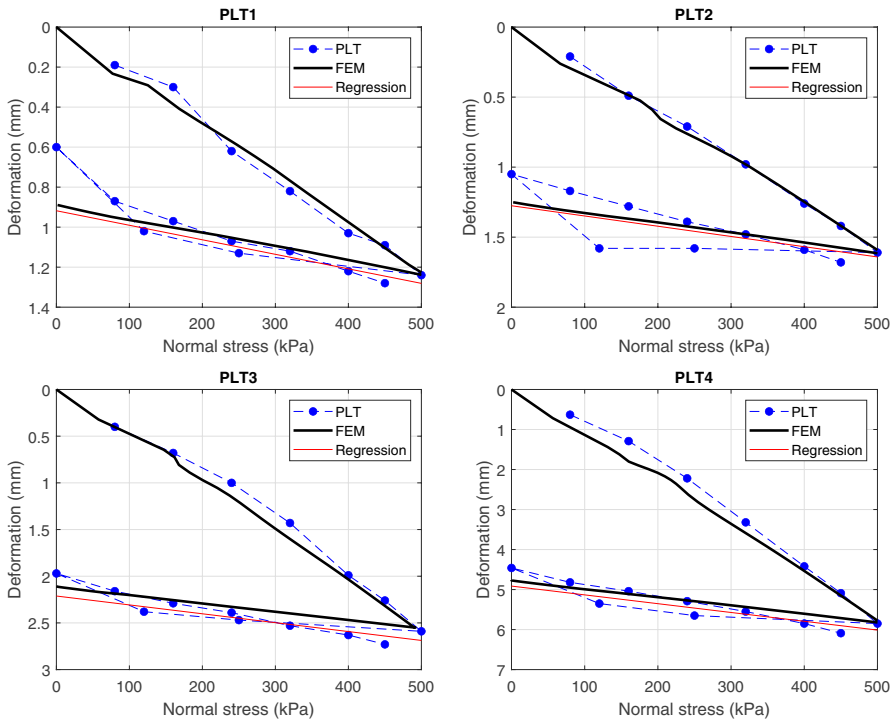 PLT1
0
0.2
0.4
0.6
0.8
1
1.2
1.4
Deformation (mm)
0 100 200 300 400 500
Normal stress (kPa)
PLT
FEM
Regression
PLT2
0
0.5
1
1.5
2
Deformation (mm)
0 100 200 300 400 500
Normal stress (kPa)
PLT
FEM
Regression
PLT3
0
0.5
1
1.5
2
2.5
3
Deformation (mm)
0 100 200 300 400 500
Normal stress (kPa)
PLT
FEM
Regression
PLT4
0
1
2
3
4
5
6
7
Deformation (mm)
0 100 200 300 400 500
Normal stress (kPa)
PLT
FEM
Regression